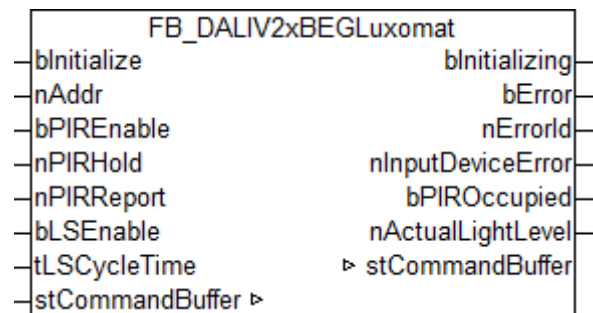 FB_DALIV2xBEGLuxomat
bInitialize bInitializing
nAddr bError
bPIREnable nErrorId
nPIRHold nInputDeviceError
nPIRReport bPIROccupied
bLSEnable nActualLightLevel
tLSCycleTime ▹ stCommandBuffer
stCommandBuffer ▹